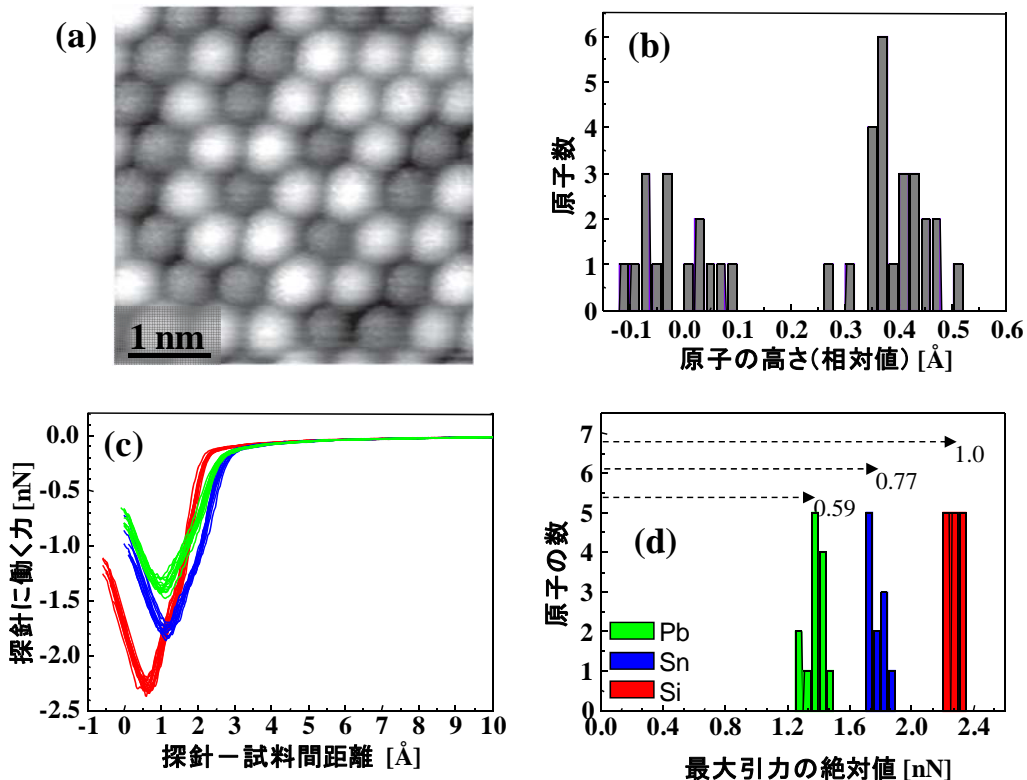 (a)
1 nm
(b)
原子数
6
5
4
3
2
1
0
-0.1 0.0 0.1 0.2 0.3 0.4 0.5 0.6
原子の高さ(相対値) [Å]
(c)
探針に働く力 [nN]
0.0
-0.5
-1.0
-1.5
-2.0
-2.5
-1 0 1 2 3 4 5 6 7 8 9 10
探針－試料間距離 [Å]
(d)
原子の数
7
6
5
4
3
2
1
0
1.0
0.77
0.59
Pb
Sn
Si
0.0 0.4 0.8 1.2 1.6 2.0 2.4
最大引力の絶対値 [nN]